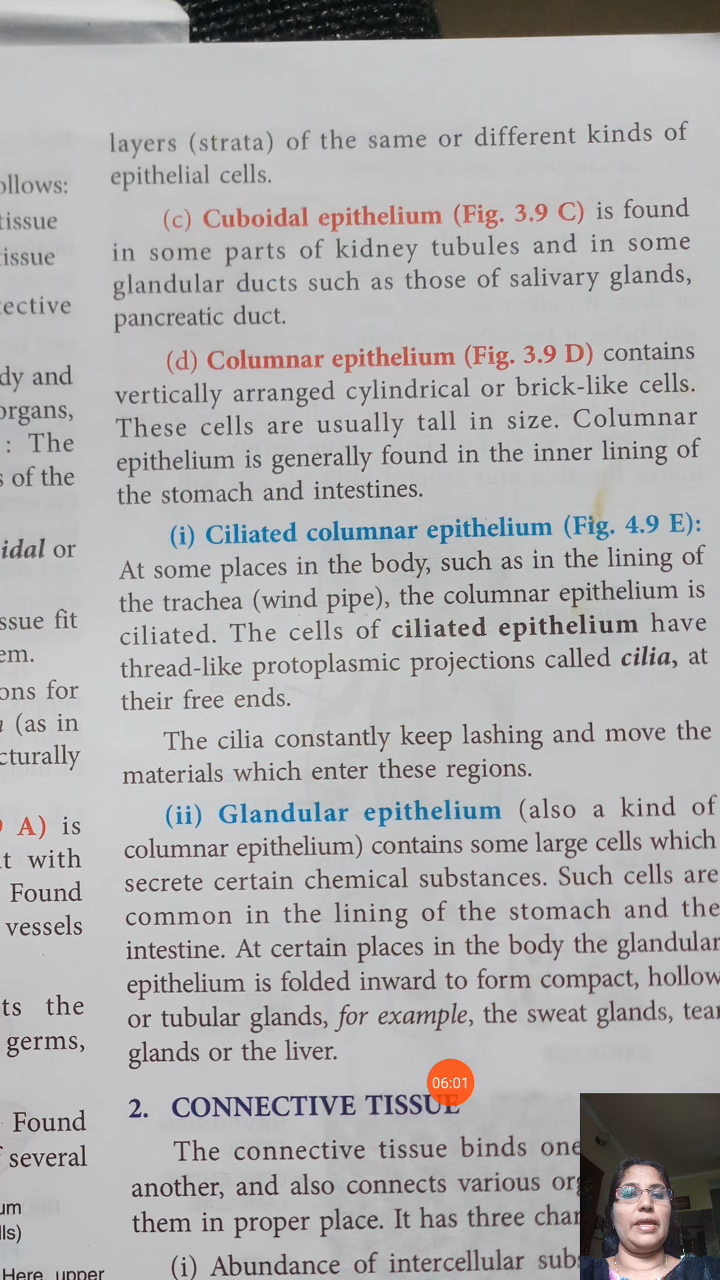 ollows:
tissue
issue
ective
dy and
organs,
: The
s of the
idal or
ssue fit
em.
ons for
(as in
cturally
A) is
t with
Found
vessels
ts the
germs,
Found
several
um
lls)
Here, upper
layers (strata) of the same or different kinds of
epithelial cells.
(c) Cuboidal epithelium (Fig. 3.9 C) is found
in some parts of kidney tubules and in some
glandular ducts such as those of salivary glands,
pancreatic duct.
(d) Columnar epithelium (Fig. 3.9 D) contains
vertically arranged cylindrical or brick-like cells.
These cells are usually tall in size. Columnar
epithelium is generally found in the inner lining of
the stomach and intestines.
(i) Ciliated columnar epithelium (Fig. 4.9 E):
At some places in the body, such as in the lining of
the trachea (wind pipe), the columnar epithelium is
ciliated. The cells of ciliated epithelium have
thread-like protoplasmic projections called cilia, at
their free ends.
The cilia constantly keep lashing and move the
materials which enter these regions.
(ii) Glandular epithelium (also a kind of
columnar epithelium) contains some large cells which
secrete certain chemical substances. Such cells are
common in the lining of the stomach and the
intestine. At certain places in the body the glandular
epithelium is folded inward to form compact, hollow
or tubular glands, for example, the sweat glands, tear
glands or the liver.
06:01
2. CONNECTIVE TISSUE
The connective tissue binds one
another, and also connects various or
them in proper place. It has three char
(i) Abundance of intercellular subs